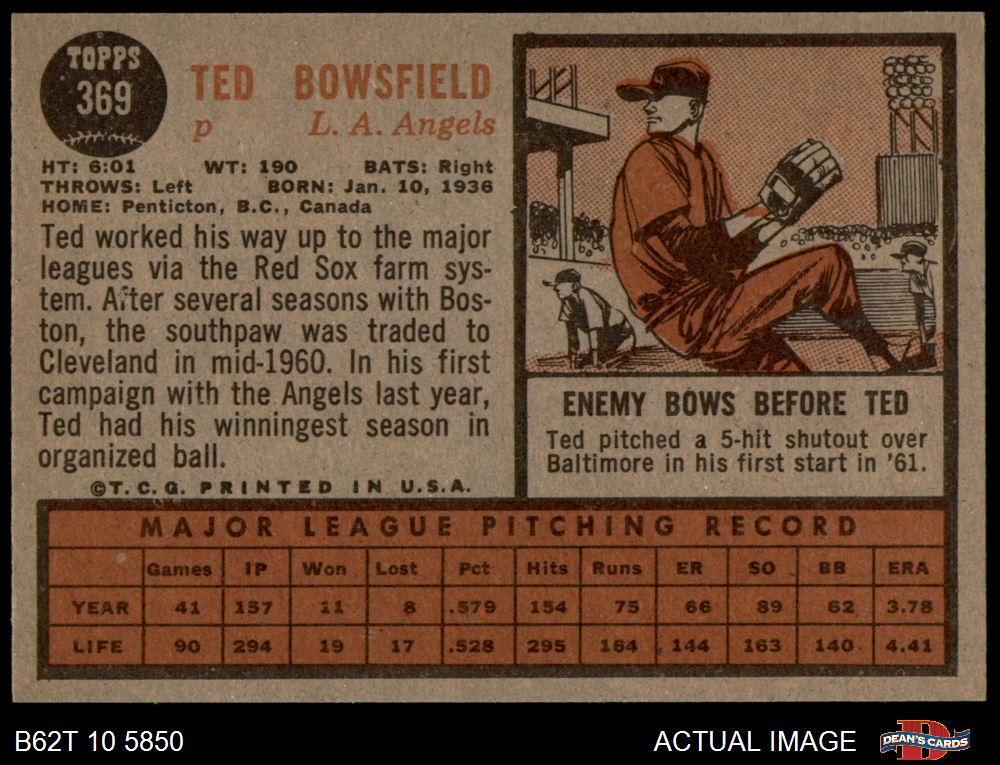 TOPPS
369
TED BOWSFIELD
p L. A. Angels
HT: 6:01 WT: 190 BATS: Right
THROWS: Left BORN: Jan. 10, 1936
HOME: Penticton, B.C., Canada
Ted worked his way up to the major
leagues via the Red Sox farm sys-
tem. After several seasons with Bos-
ton, the southpaw was traded to
Cleveland in mid-1960. In his first
campaign with the Angels last year,
Ted had his winningest season in
organized ball.
©T. C. G. PRINTED IN U.S.A.
ENEMY BOWS BEFORE TED
Ted pitched a 5-hit shutout over
Baltimore in his first start in '61.
MAJOR LEAGUE PITCHING RECORD
Games IP Won Lost Pct Hits Runs ER SO BB ERA
YEAR 41 157 11 8 .579 154 75 66 89 62 3.78
LIFE 90 294 19 17 .528 295 164 144 163 140 4.41
B62T 10 5850
ACTUAL IMAGE
DEAN'S CARDS